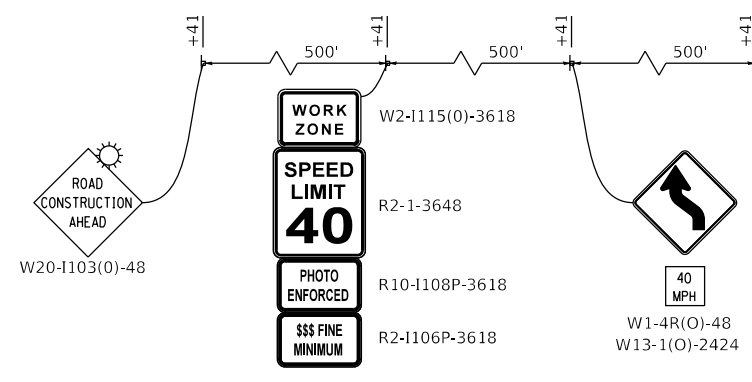 +41
+41
+41
+41
500'
500'
500'
ROAD
CONSTRUCTION
AHEAD
W20-I103(0)-48
WORK
ZONE
W2-I115(0)-3618
SPEED
LIMIT
40
R2-1-3648
PHOTO
ENFORCED
R10-I108P-3618
$$$ FINE
MINIMUM
R2-I106P-3618
40
MPH
W1-4R(O)-48
W13-1(O)-2424